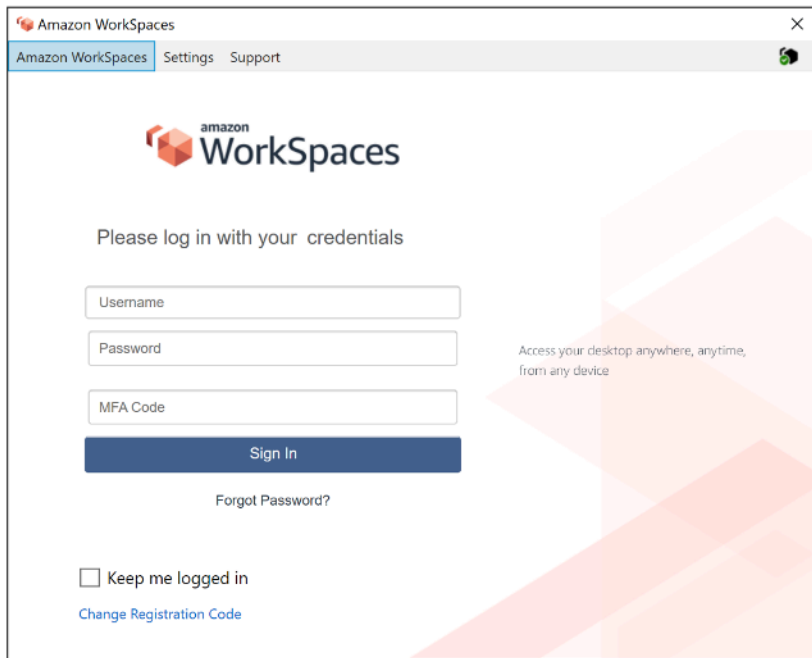 Amazon WorkSpaces
Amazon WorkSpaces Settings Support
amazon
WorkSpaces
Please log in with your credentials
Username
Password
MFA Code
Sign In
Forgot Password?
Access your desktop anywhere, anytime,
from any device
Keep me logged in
Change Registration Code